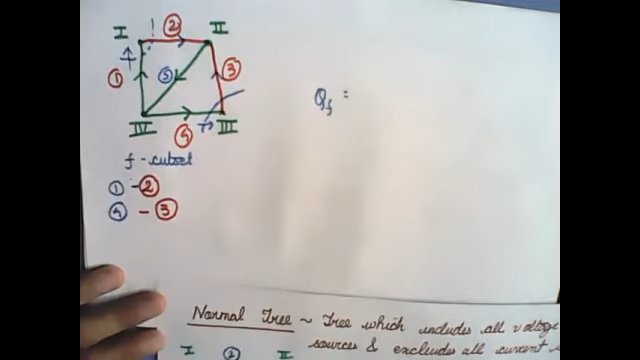 I ② II
① ⑤ ③
IV ④ III
f - cutset
① - ②
④ - ③
Qf =
Normal Tree ~ Tree which includes all voltage
sources & excludes all current
I ② II